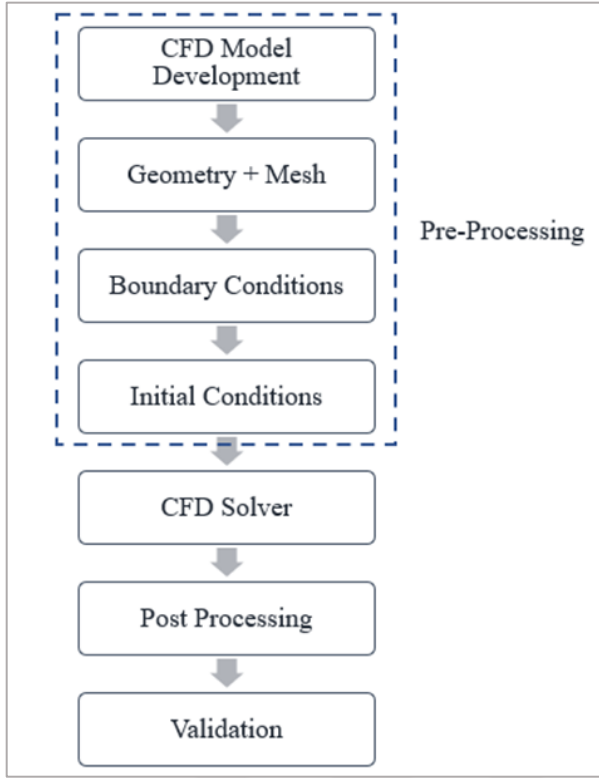 CFD Model
Development
Geometry + Mesh
Pre-Processing
Boundary Conditions
Initial Conditions
CFD Solver
Post Processing
Validation